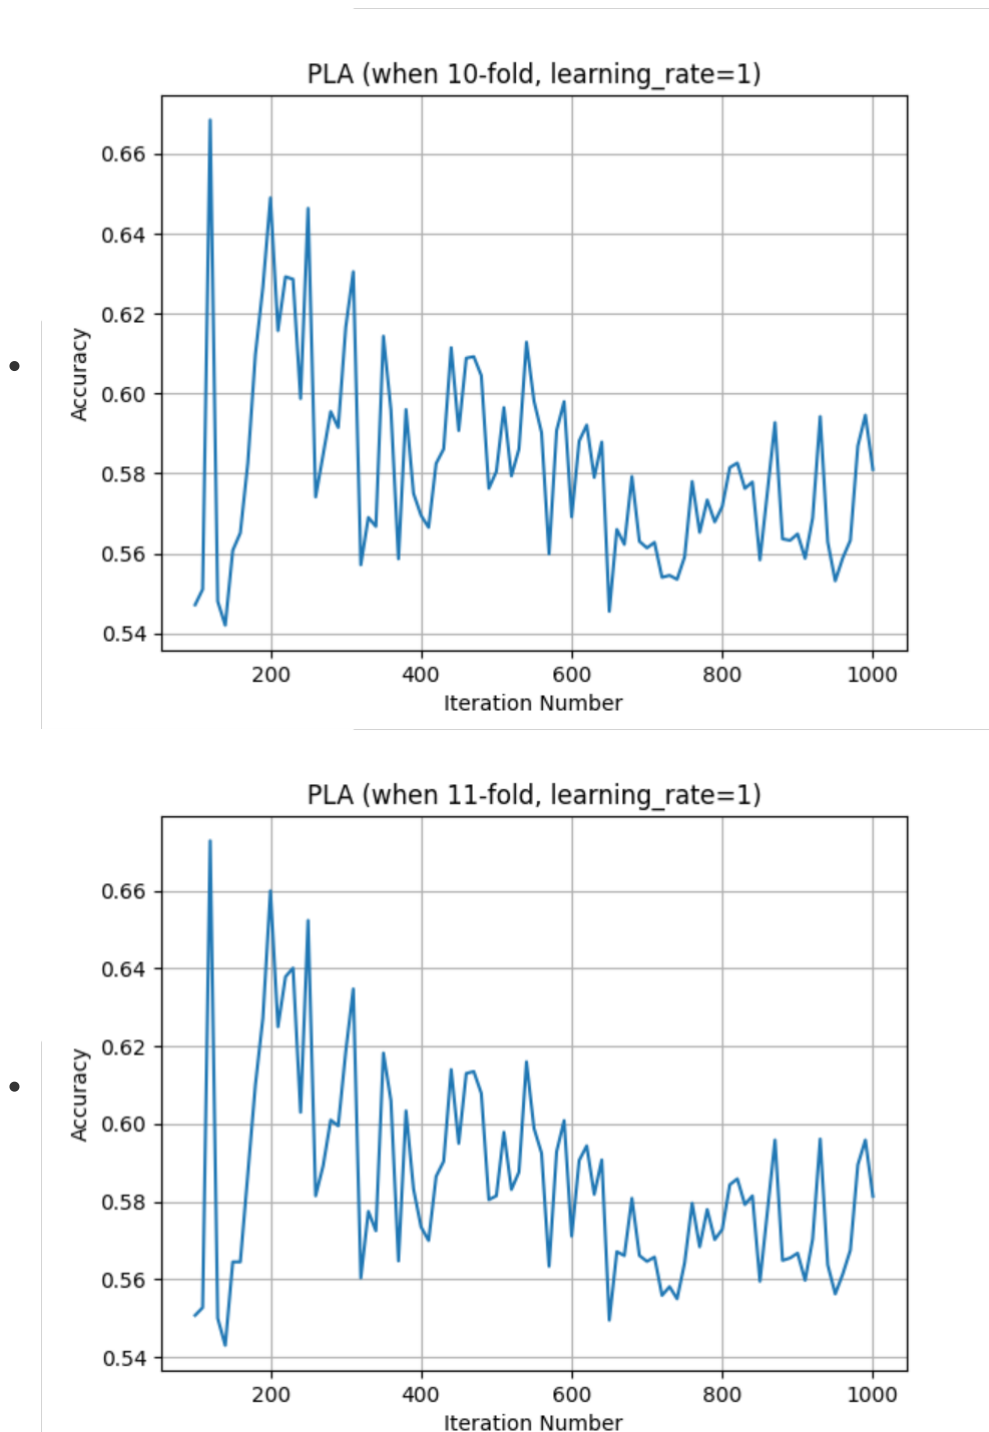 PLA (when 10-fold, learning_rate=1)
0.66
0.64
0.62
0.60
0.58
0.56
0.54
Accuracy
200 400 600 800 1000
Iteration Number
PLA (when 11-fold, learning_rate=1)
0.66
0.64
0.62
0.60
0.58
0.56
0.54
Accuracy
200 400 600 800 1000
Iteration Number